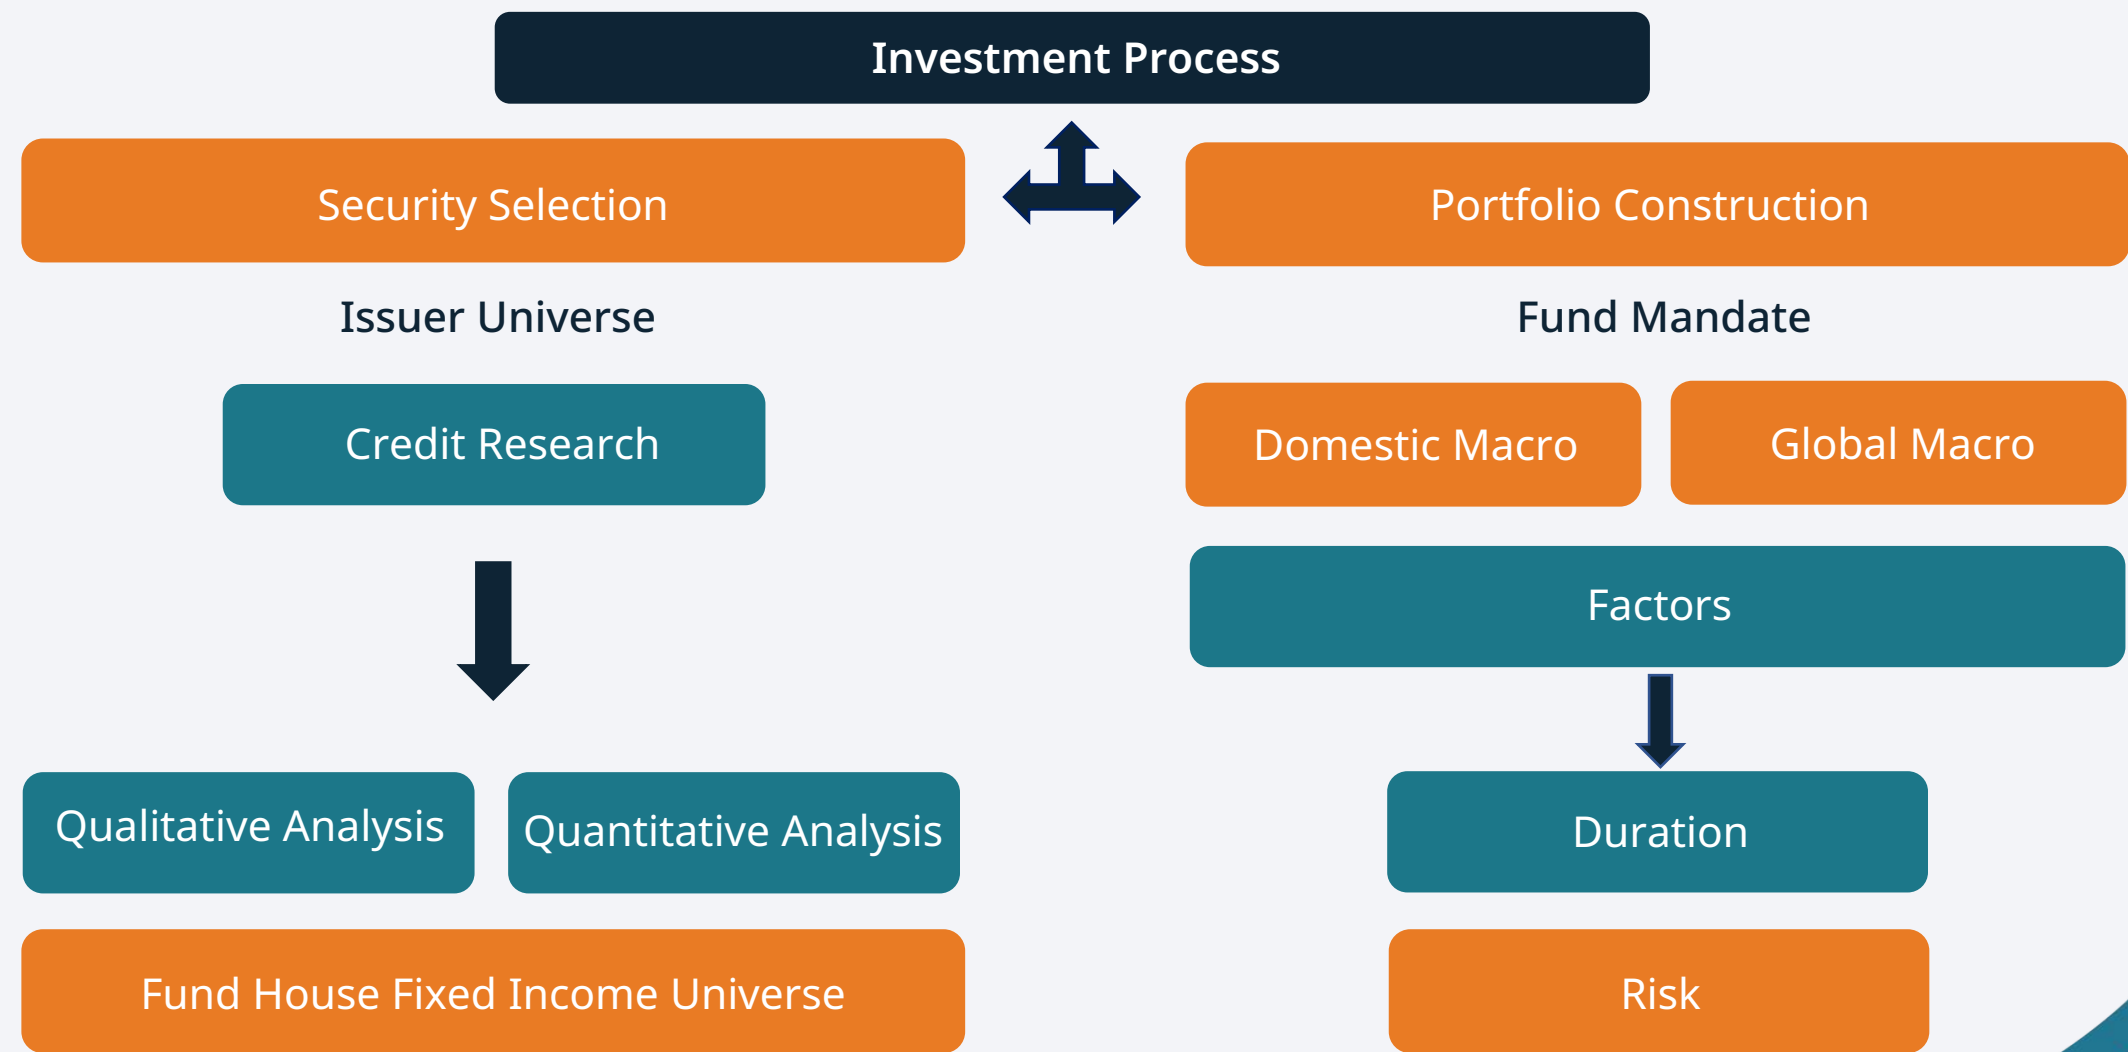 Investment Process
Security Selection
Portfolio Construction
Issuer Universe
Fund Mandate
Credit Research
Domestic Macro
Global Macro
Factors
Qualitative Analysis
Quantitative Analysis
Duration
Fund House Fixed Income Universe
Risk